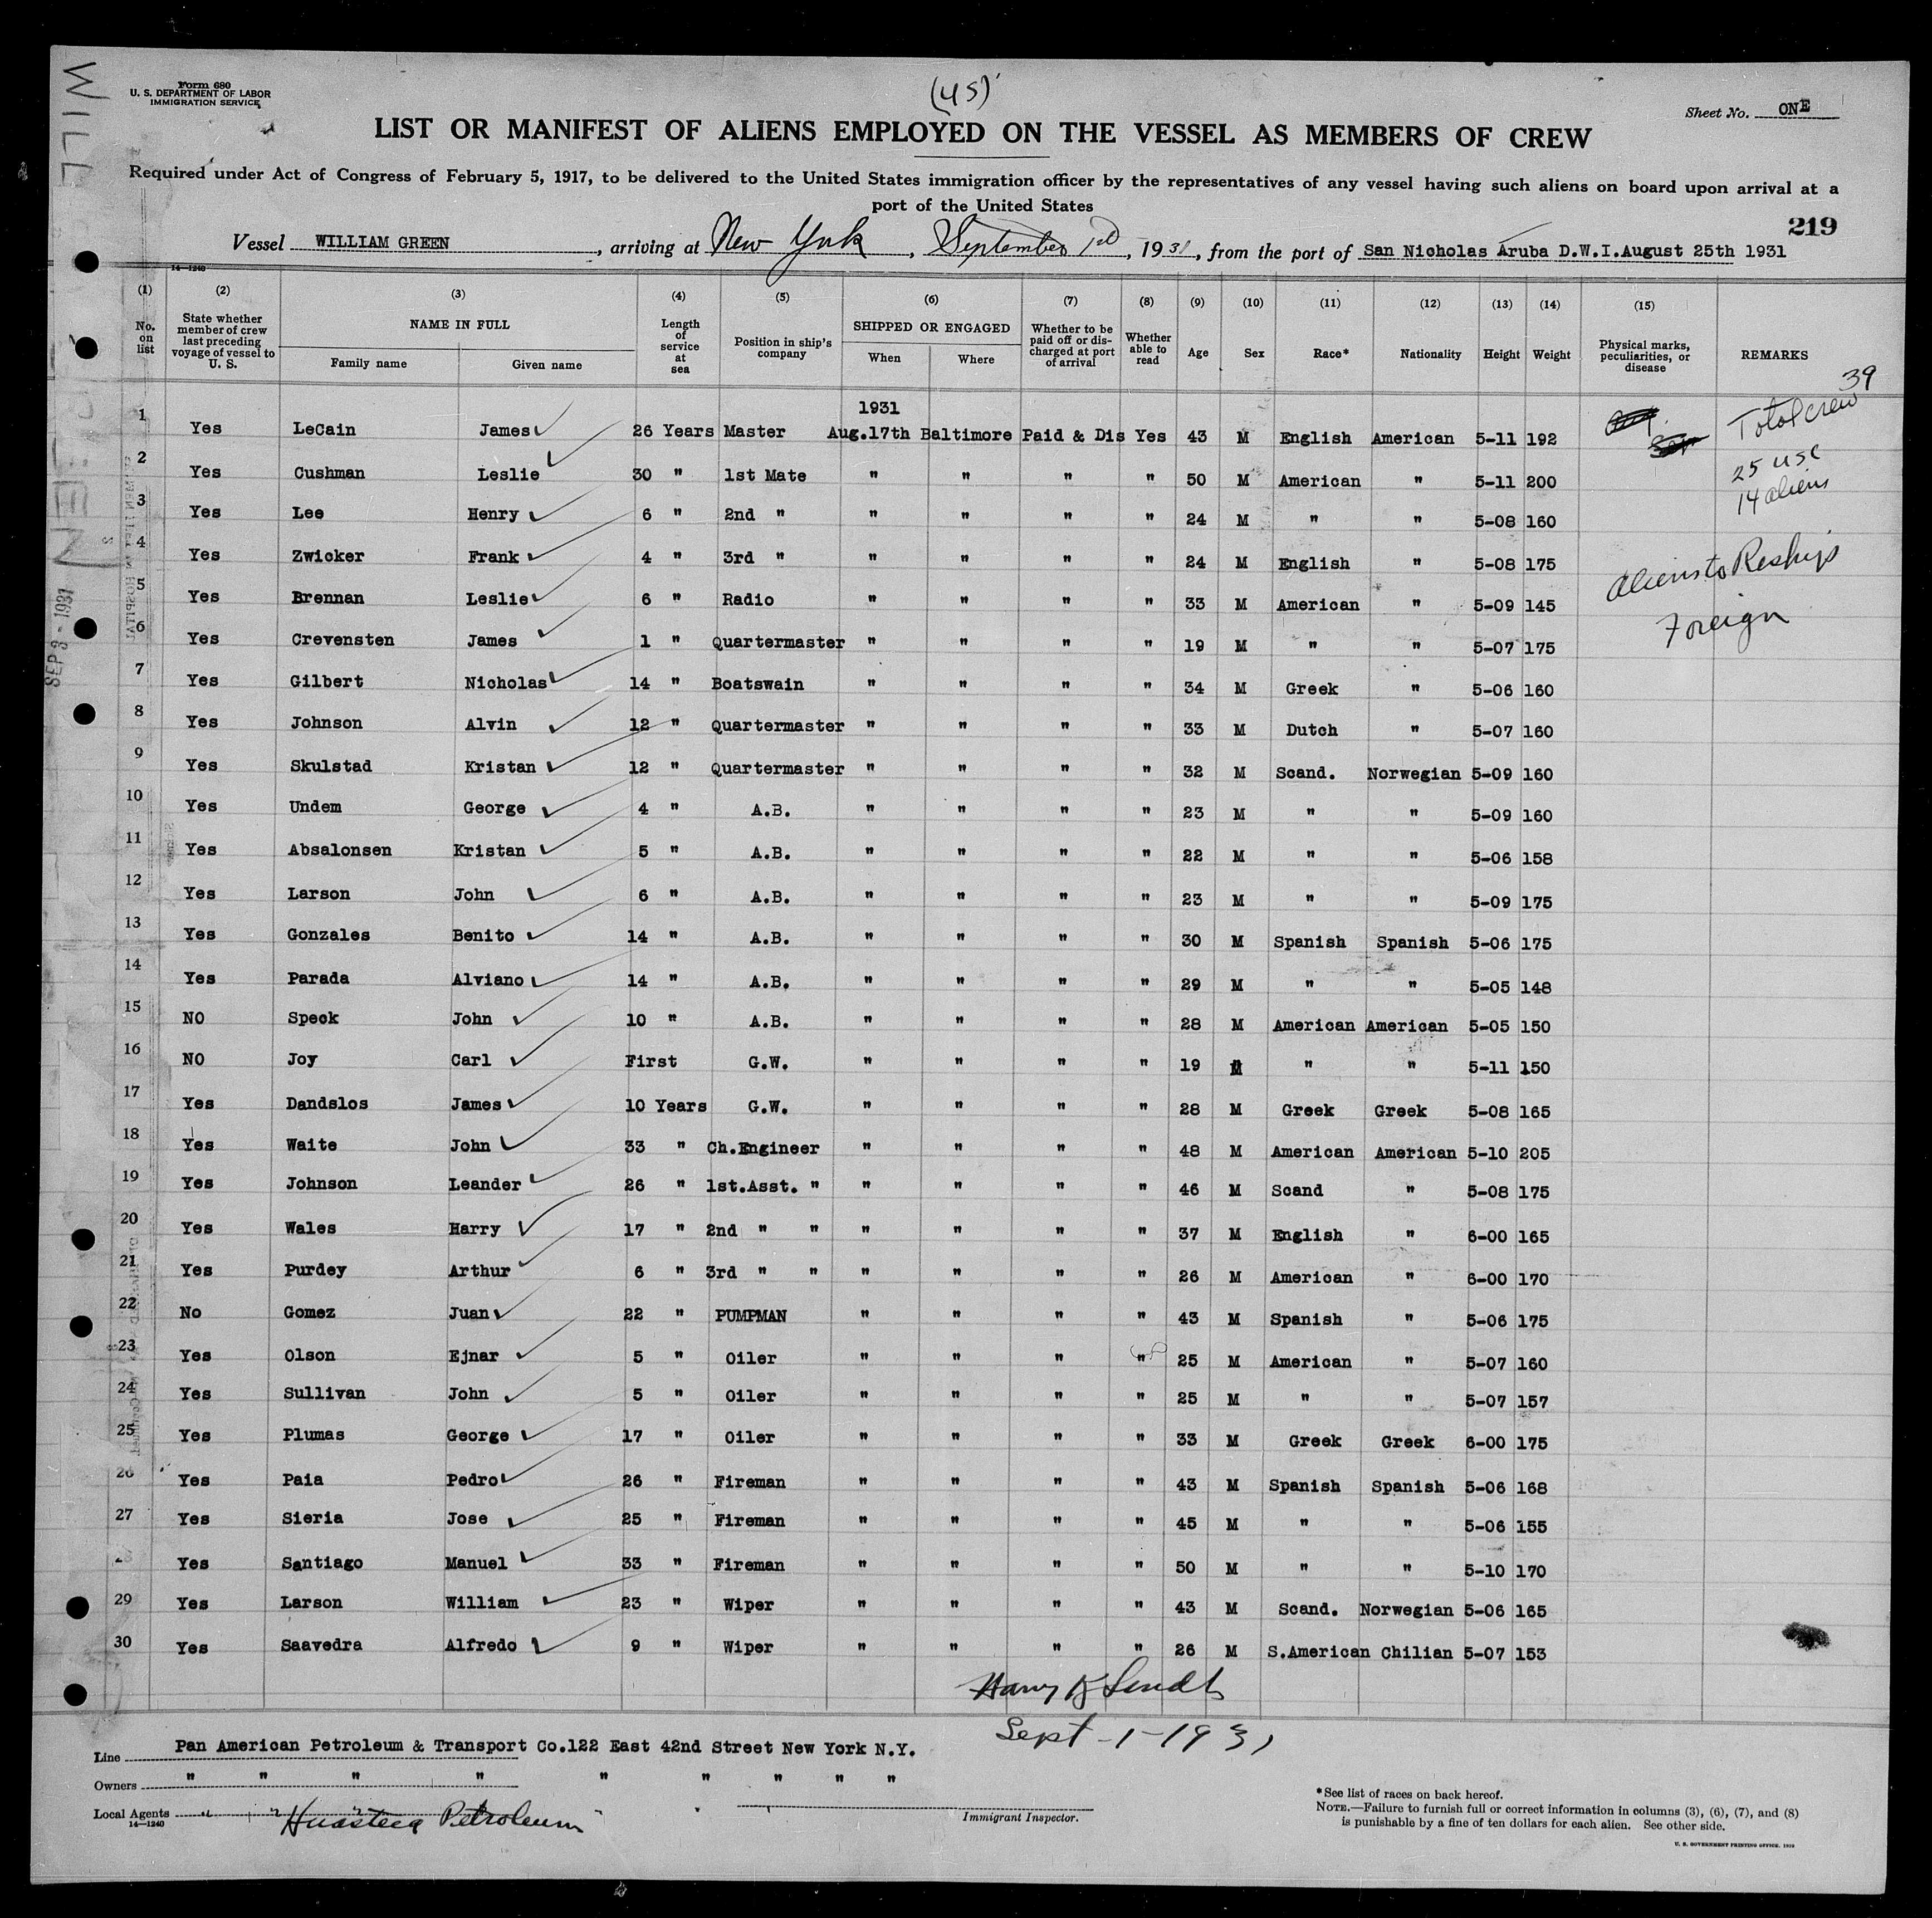 Form 680
U. S. DEPARTMENT OF LABOR
IMMIGRATION SERVICE
(US)
Sheet No. ONE
LIST OR MANIFEST OF ALIENS EMPLOYED ON THE VESSEL AS MEMBERS OF CREW
Required under Act of Congress of February 5, 1917, to be delivered to the United States immigration officer by the representatives of any vessel having such aliens on board upon arrival at a
port of the United States
219
Vessel WILLIAM GREEN, arriving at New York, September 1st, 1931, from the port of San Nicholas Aruba D.W.I. August 25th 1931
14—1240
(1) (2) (3) (4) (5) (6) (7) (8) (9) (10) (11) (12) (13) (14) (15)
No. on list | State whether member of crew last preceding voyage of vessel to U. S. | NAME IN FULL Family name Given name | Length of service at sea | Position in ship's company | SHIPPED OR ENGAGED When Where | Whether to be paid off or discharged at port of arrival | Whether able to read | Age | Sex | Race* | Nationality | Height | Weight | Physical marks, peculiarities, or disease | REMARKS
39
1931
1 Yes LeCain James 26 Years Master Aug.17th Baltimore Paid & Dis Yes 43 M English American 5-11 192 Total crew
2 Yes Cushman Leslie 30 " 1st Mate " " " " 50 M American " 5-11 200 25 USC
14 aliens
3 Yes Lee Henry 6 " 2nd " " " " " 24 M " " 5-08 160
4 Yes Zwicker Frank 4 " 3rd " " " " " 24 M English " 5-08 175 Aliens to Reship
5 Yes Brennan Leslie 6 " Radio " " " " 33 M American " 5-09 145 Foreign
6 Yes Crevensten James 1 " Quartermaster " " " " 19 M " " 5-07 175
7 Yes Gilbert Nicholas 14 " Boatswain " " " " 34 M Greek " 5-06 160
8 Yes Johnson Alvin 12 " Quartermaster " " " " 33 M Dutch " 5-07 160
9 Yes Skulstad Kristan 12 " Quartermaster " " " " 32 M Scand. Norwegian 5-09 160
10 Yes Undem George 4 " A.B. " " " " 23 M " " 5-09 160
11 Yes Absalonsen Kristan 5 " A.B. " " " " 22 M " " 5-06 158
12 Yes Larson John 6 " A.B. " " " " 23 M " " 5-09 175
13 Yes Gonzales Benito 14 " A.B. " " " " 30 M Spanish Spanish 5-06 175
14 Yes Parada Alviano 14 " A.B. " " " " 29 M " " 5-05 148
15 NO Speck John 10 " A.B. " " " " 28 M American American 5-05 150
16 NO Joy Carl First G.W. " " " " 19 M " " 5-11 150
17 Yes Dandslos James 10 Years G.W. " " " " 28 M Greek Greek 5-08 165
18 Yes Waite John 33 " Ch.Engineer " " " " 48 M American American 5-10 205
19 Yes Johnson Leander 26 " 1st.Asst. " " " " " 46 M Scand " 5-08 175
20 Yes Wales Harry 17 " 2nd " " " " " " 37 M English " 6-00 165
21 Yes Purdey Arthur 6 " 3rd " " " " " " 26 M American " 6-00 170
22 No Gomez Juan 22 " PUMPMAN " " " " 43 M Spanish " 5-06 175
23 Yes Olson Ejnar 5 " Oiler " " " " 25 M American " 5-07 160
24 Yes Sullivan John 5 " Oiler " " " " 25 M " " 5-07 157
25 Yes Plumas George 17 " Oiler " " " " 33 M Greek Greek 6-00 175
26 Yes Paia Pedro 26 " Fireman " " " " 43 M Spanish Spanish 5-06 168
27 Yes Sieria Jose 25 " Fireman " " " " 45 M " " 5-06 155
28 Yes Santiago Manuel 33 " Fireman " " " " 50 M " " 5-10 170
29 Yes Larson William 23 " Wiper " " " " 43 M Scand. Norwegian 5-06 165
30 Yes Saavedra Alfredo 9 " Wiper " " " " 26 M S.American Chilian 5-07 153
Harry
Sept-1-1931
Line Pan American Petroleum & Transport Co.122 East 42nd Street New York N.Y.
Owners " " " " " " " " "
Local Agents " " " Huasteca Petroleum
14—1240
Immigrant Inspector.
*See list of races on back hereof.
NOTE.—Failure to furnish full or correct information in columns (3), (6), (7), and (8)
is punishable by a fine of ten dollars for each alien. See other side.
U. S. GOVERNMENT PRINTING OFFICE
SEP 3 - 1931